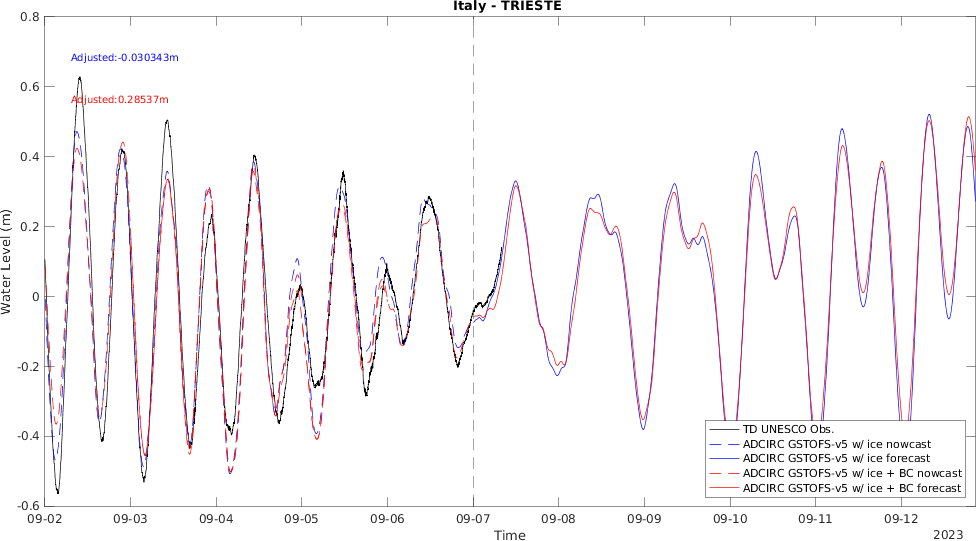 Italy - TRIESTE
Water Level (m)
0.8
0.6
0.4
0.2
0
-0.2
-0.4
-0.6
Adjusted:-0.030343m
Adjusted:0.28537m
TD UNESCO Obs.
ADCIRC GSTOFS-v5 w/ ice nowcast
ADCIRC GSTOFS-v5 w/ ice forecast
ADCIRC GSTOFS-v5 w/ ice + BC nowcast
ADCIRC GSTOFS-v5 w/ ice + BC forecast
09-02 09-03 09-04 09-05 09-06 09-07 09-08 09-09 09-10 09-11 09-12
Time
2023